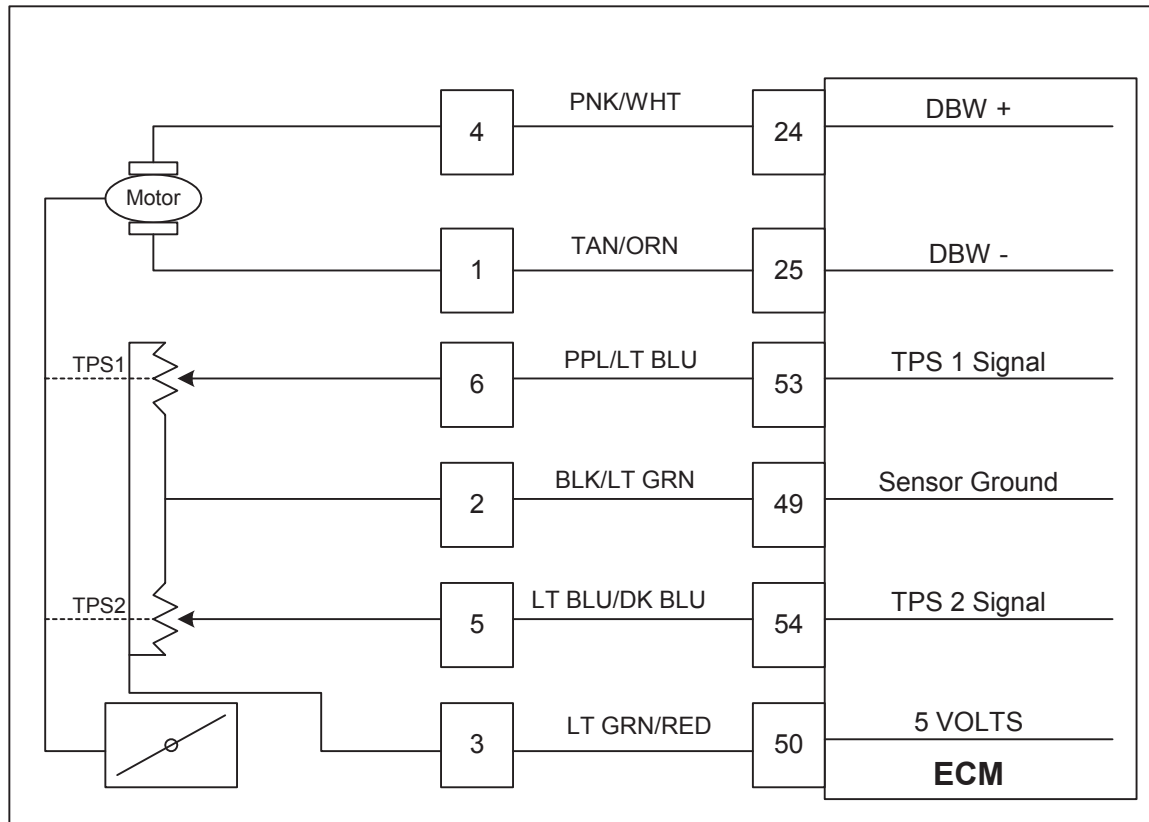 4 PNK/WHT 24 DBW +
Motor
1 TAN/ORN 25 DBW -
TPS1 6 PPL/LT BLU 53 TPS 1 Signal
2 BLK/LT GRN 49 Sensor Ground
TPS2 5 LT BLU/DK BLU 54 TPS 2 Signal
3 LT GRN/RED 50 5 VOLTS
ECM